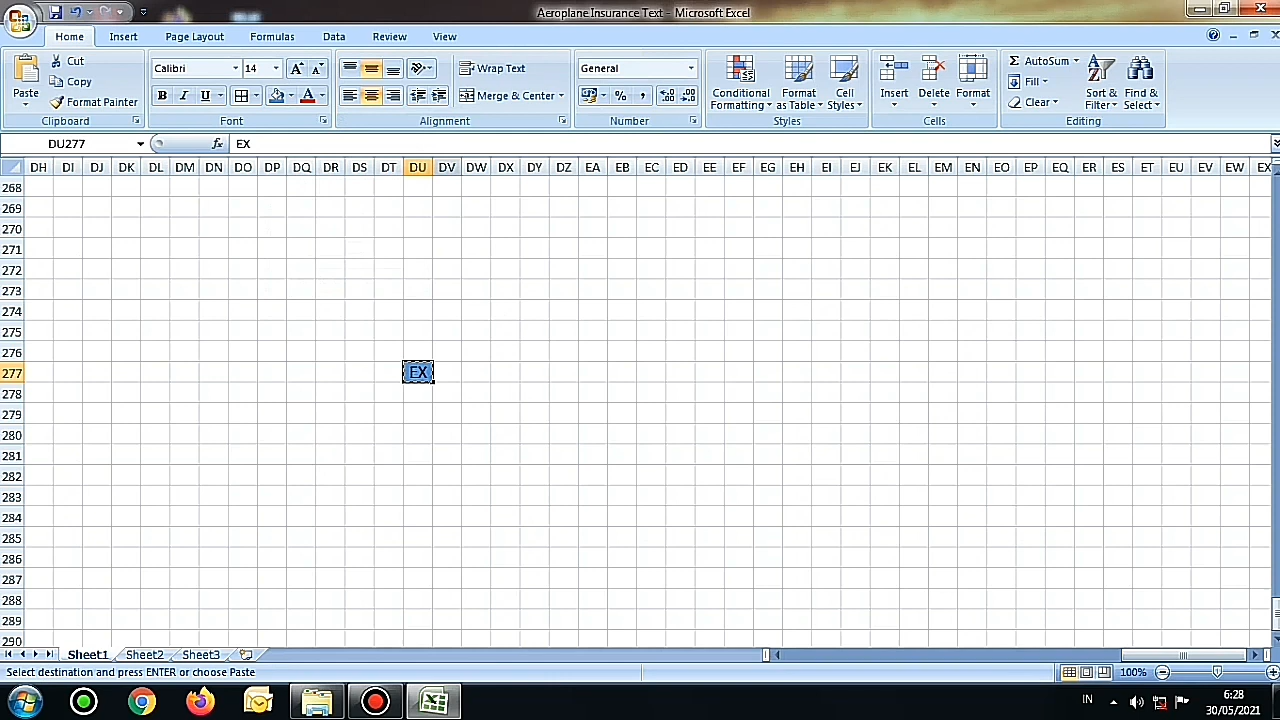 Aeroplane Insurance Text - Microsoft Excel
Home Insert Page Layout Formulas Data Review View
Paste Cut Copy Format Painter Clipboard
Calibri 14 B I U A A A Font
Wrap Text Merge & Center Alignment
General % , .0 .00 .00 .0 Number
Conditional Formatting Format as Table Cell Styles Styles
Insert Delete Format Cells
Σ AutoSum Fill Clear Sort & Filter Find & Select Editing
DU277 fx EX
DH DI DJ DK DL DM DN DO DP DQ DR DS DT DU DV DW DX DY DZ EA EB EC ED EE EF EG EH EI EJ EK EL EM EN EO EP EQ ER ES ET EU EV EW EX
268
269
270
271
272
273
274
275
276
277 EX
278
279
280
281
282
283
284
285
286
287
288
289
290
Sheet1 Sheet2 Sheet3
Select destination and press ENTER or choose Paste 100%
IN 6:28
30/05/2021